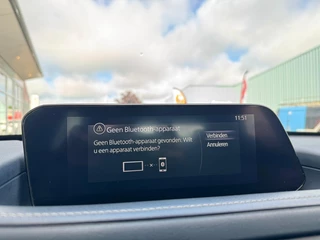 11:51
Geen Bluetooth-apparaat
Geen Bluetooth-apparaat gevonden. Wilt
u een apparaat verbinden?
Verbinden
Annuleren